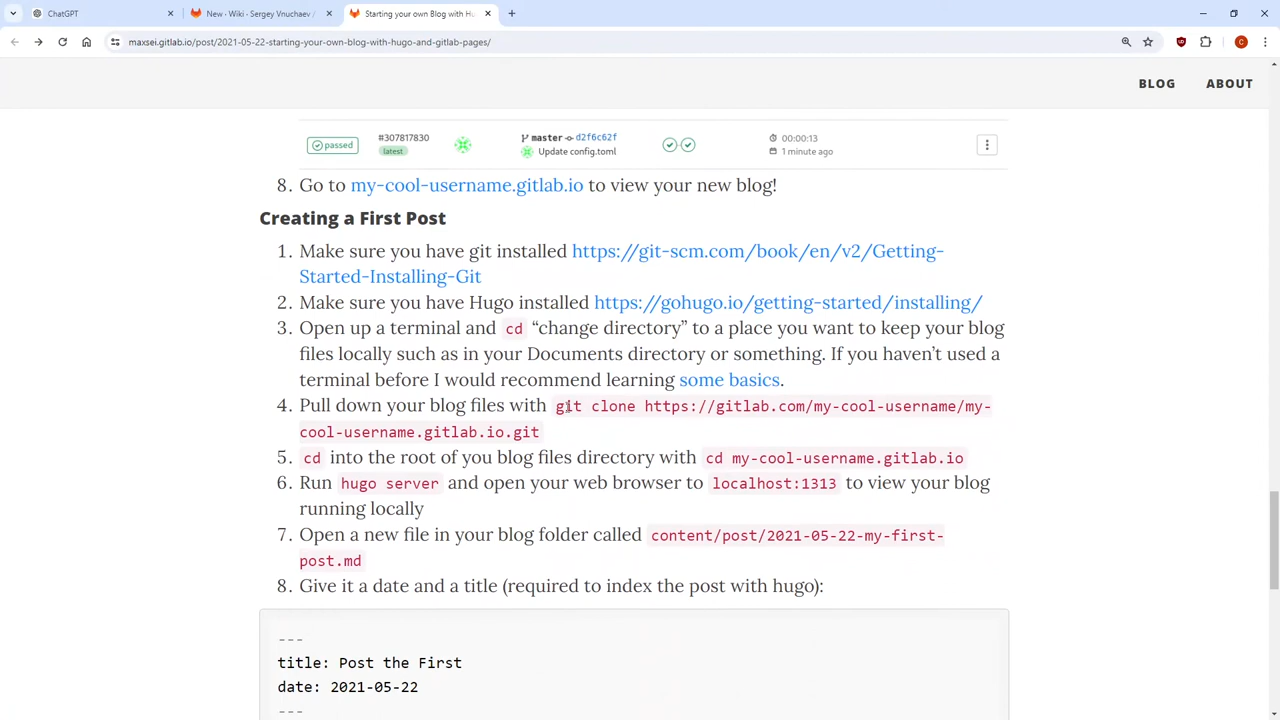 ChatGPT
New · Wiki · Sergey Vnuchaev /
Starting your own Blog with Hu
maxsei.gitlab.io/post/2021-05-22-starting-your-own-blog-with-hugo-and-gitlab-pages/
BLOG ABOUT
passed #307817830 master d2f6c62f 00:00:13
latest Update config.toml 1 minute ago
8. Go to my-cool-username.gitlab.io to view your new blog!
Creating a First Post
1. Make sure you have git installed https://git-scm.com/book/en/v2/Getting-
Started-Installing-Git
2. Make sure you have Hugo installed https://gohugo.io/getting-started/installing/
3. Open up a terminal and cd “change directory” to a place you want to keep your blog
files locally such as in your Documents directory or something. If you haven’t used a
terminal before I would recommend learning some basics.
4. Pull down your blog files with git clone https://gitlab.com/my-cool-username/my-
cool-username.gitlab.io.git
5. cd into the root of you blog files directory with cd my-cool-username.gitlab.io
6. Run hugo server and open your web browser to localhost:1313 to view your blog
running locally
7. Open a new file in your blog folder called content/post/2021-05-22-my-first-
post.md
8. Give it a date and a title (required to index the post with hugo):
---
title: Post the First
date: 2021-05-22
---